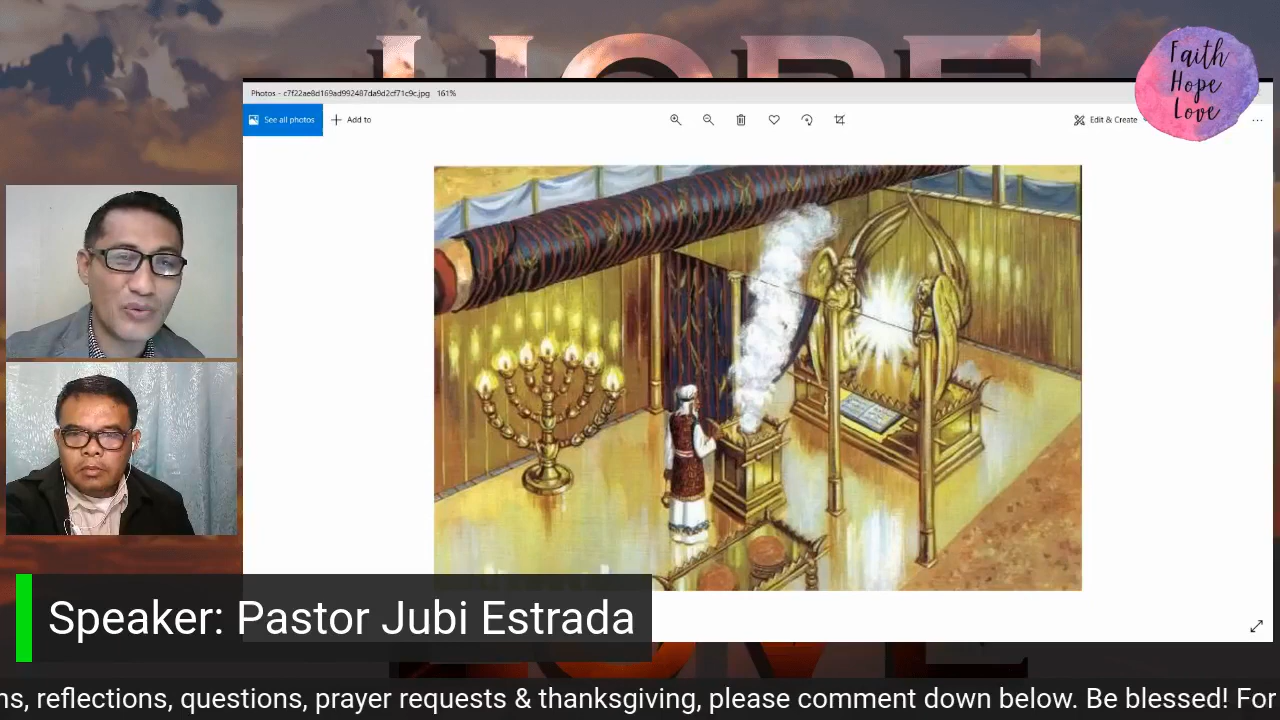 HOPE
Faith
Hope
Love
Photos - c7f22ae8d169ad992487da9d2cf71c9c.jpg 161%
See all photos
Add to
Edit & Create
Speaker: Pastor Jubi Estrada
reflections, questions, prayer requests & thanksgiving, please comment down below. Be blessed! For